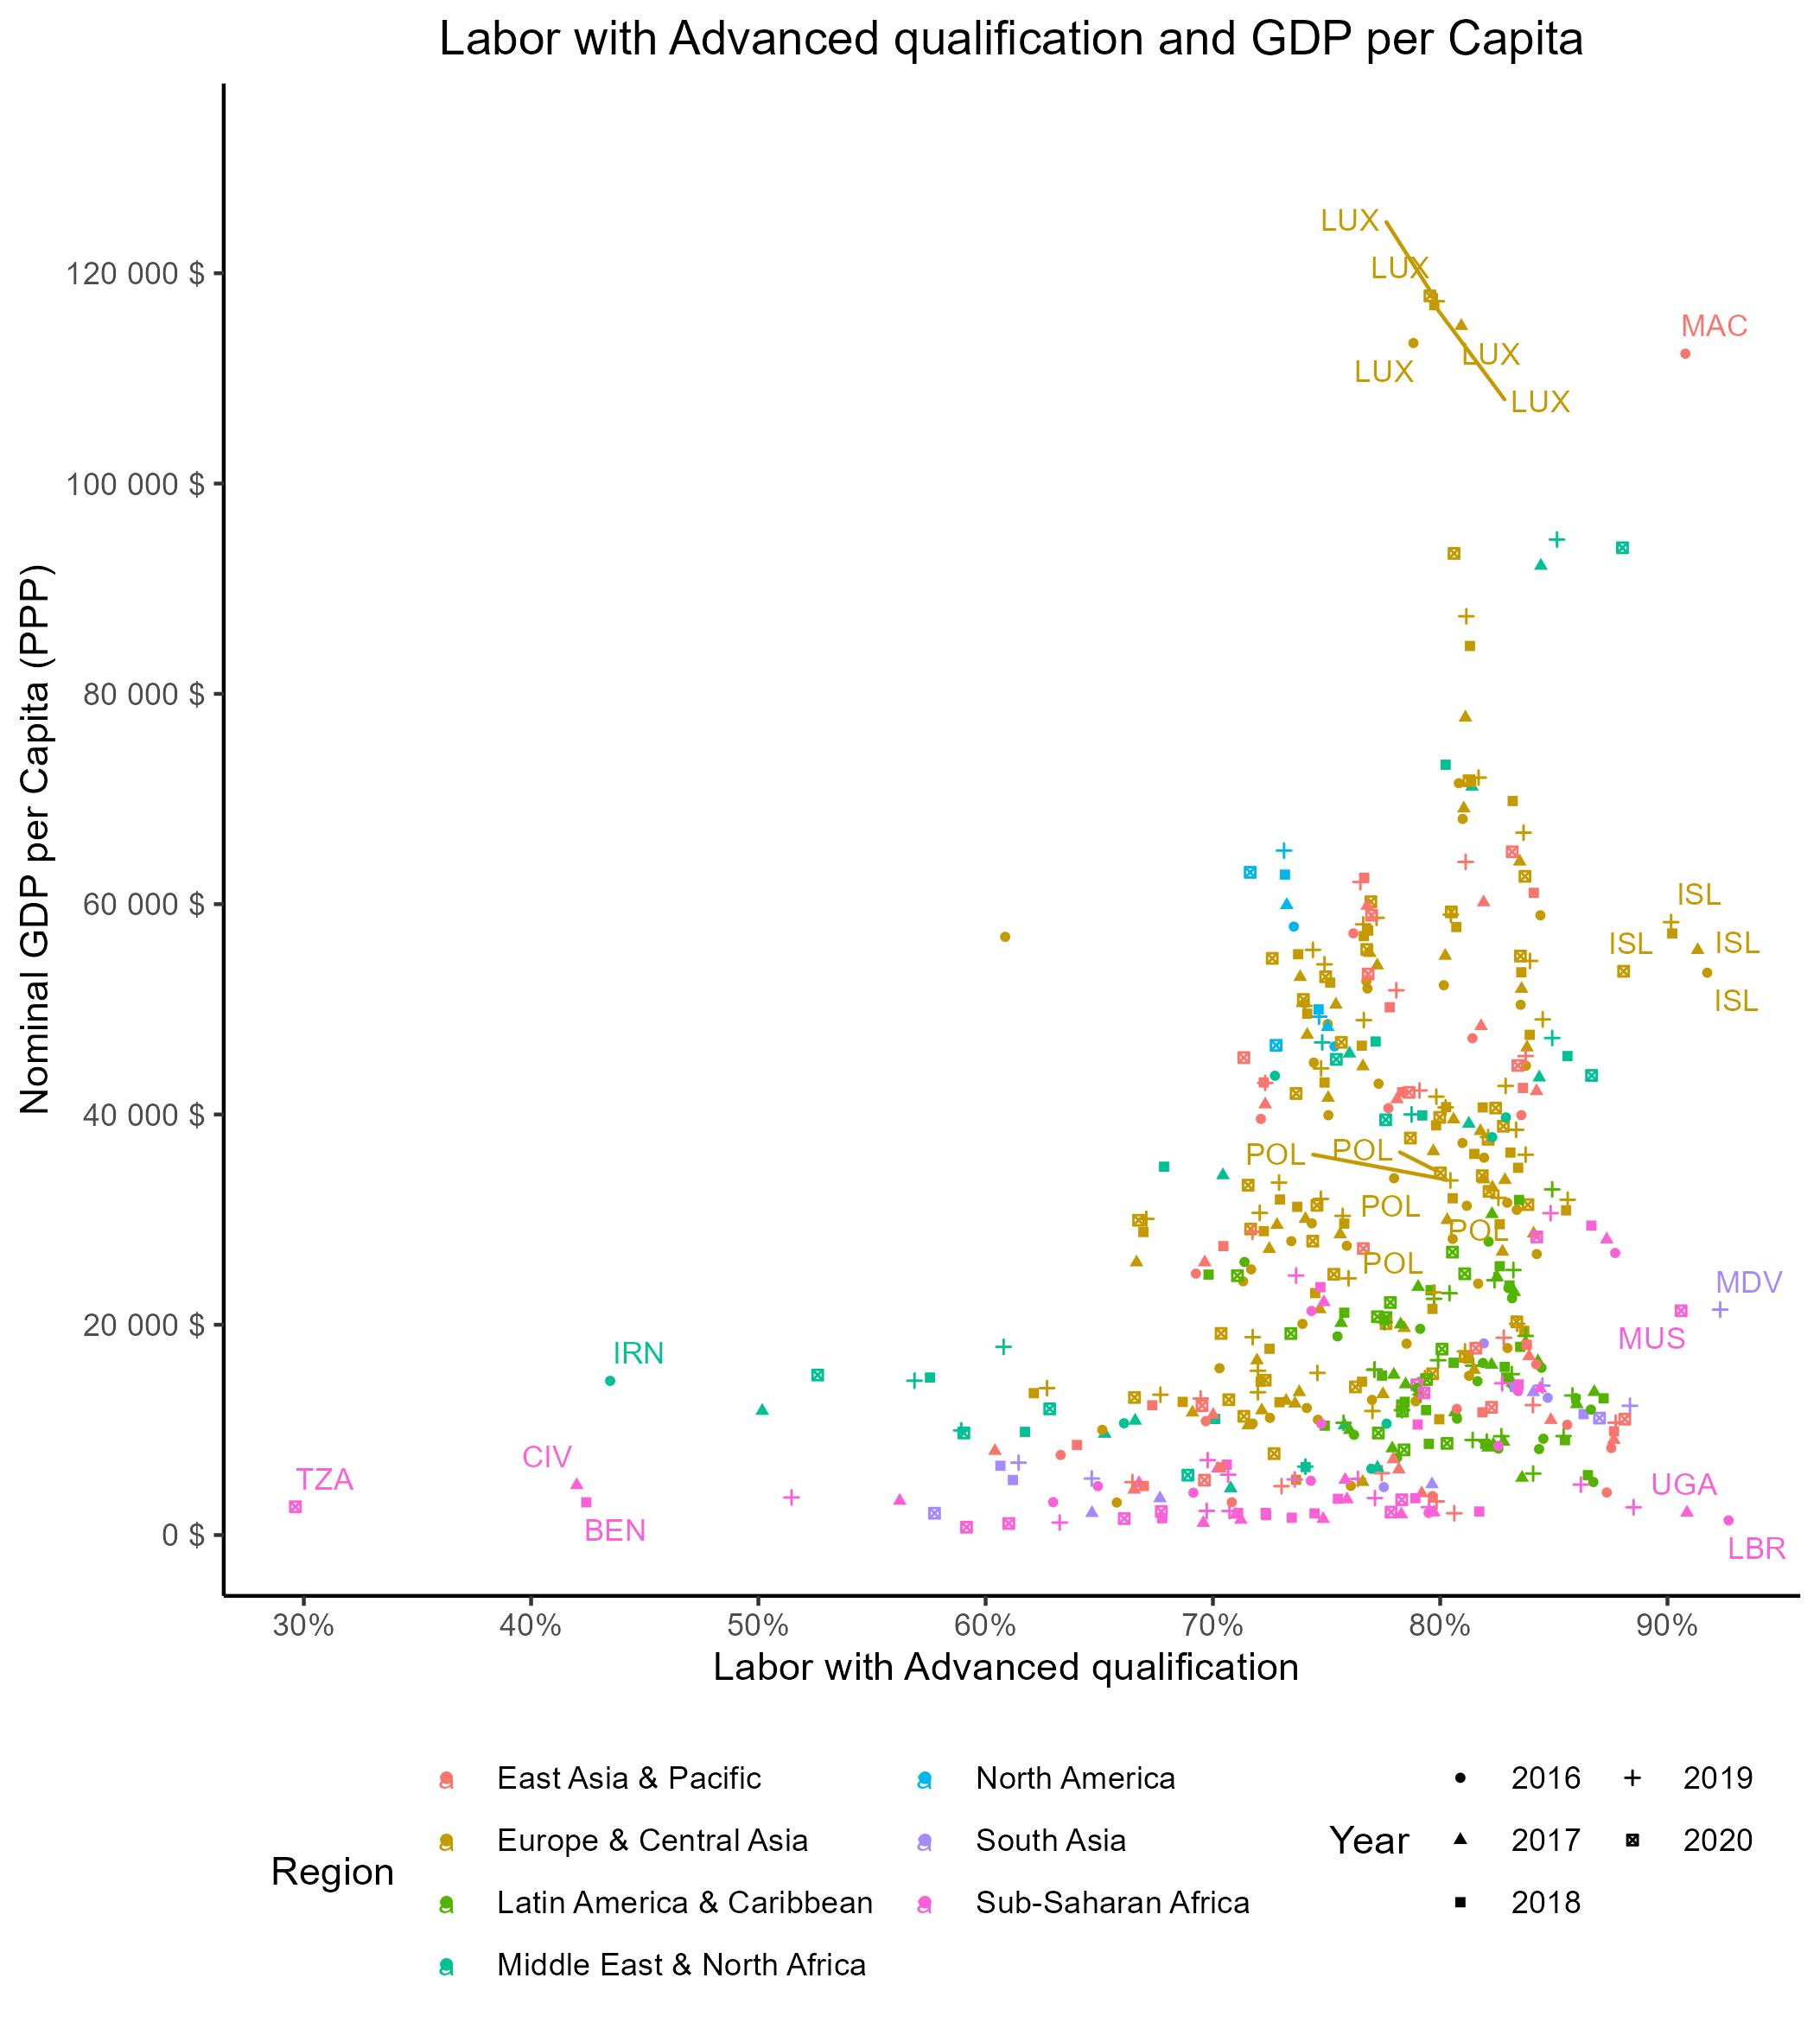 Labor with Advanced qualification and GDP per Capita
Nominal GDP per Capita (PPP)
120 000 $
100 000 $
80 000 $
60 000 $
40 000 $
20 000 $
0 $
LUX
LUX
MAC
LUX
LUX
LUX
ISL
ISL
ISL
ISL
POL
POL
POL
POL
POL
MDV
MUS
IRN
CIV
TZA
UGA
BEN
LBR
30%
40%
50%
60%
70%
80%
90%
Labor with Advanced qualification
Region
a East Asia & Pacific
a Europe & Central Asia
a Latin America & Caribbean
a Middle East & North Africa
a North America
a South Asia
a Sub-Saharan Africa
Year
2016
2017
2018
2019
2020